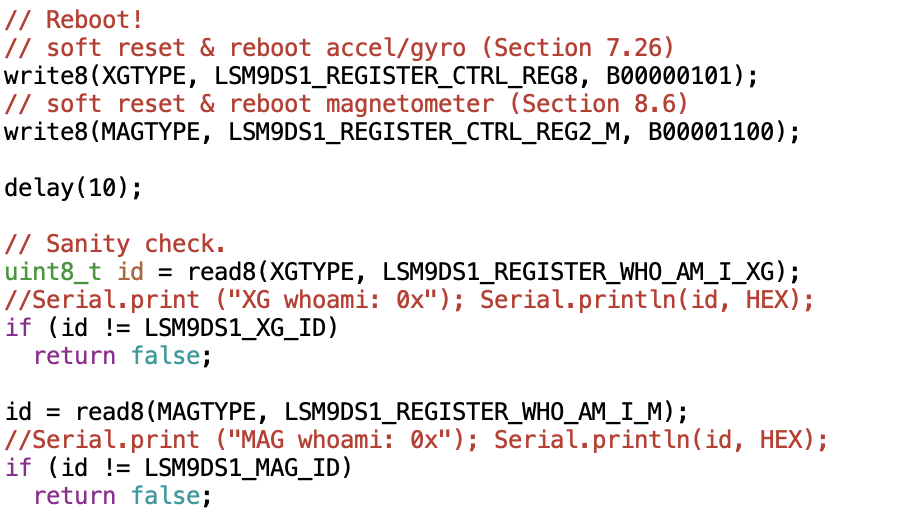 // Reboot!
// soft reset & reboot accel/gyro (Section 7.26)
write8(XGTYPE, LSM9DS1_REGISTER_CTRL_REG8, B00000101);
// soft reset & reboot magnetometer (Section 8.6)
write8(MAGTYPE, LSM9DS1_REGISTER_CTRL_REG2_M, B00001100);
delay(10);
// Sanity check.
uint8_t id = read8(XGTYPE, LSM9DS1_REGISTER_WHO_AM_I_XG);
//Serial.print ("XG whoami: 0x"); Serial.println(id, HEX);
if (id != LSM9DS1_XG_ID)
  return false;
id = read8(MAGTYPE, LSM9DS1_REGISTER_WHO_AM_I_M);
//Serial.print ("MAG whoami: 0x"); Serial.println(id, HEX);
if (id != LSM9DS1_MAG_ID)
  return false;